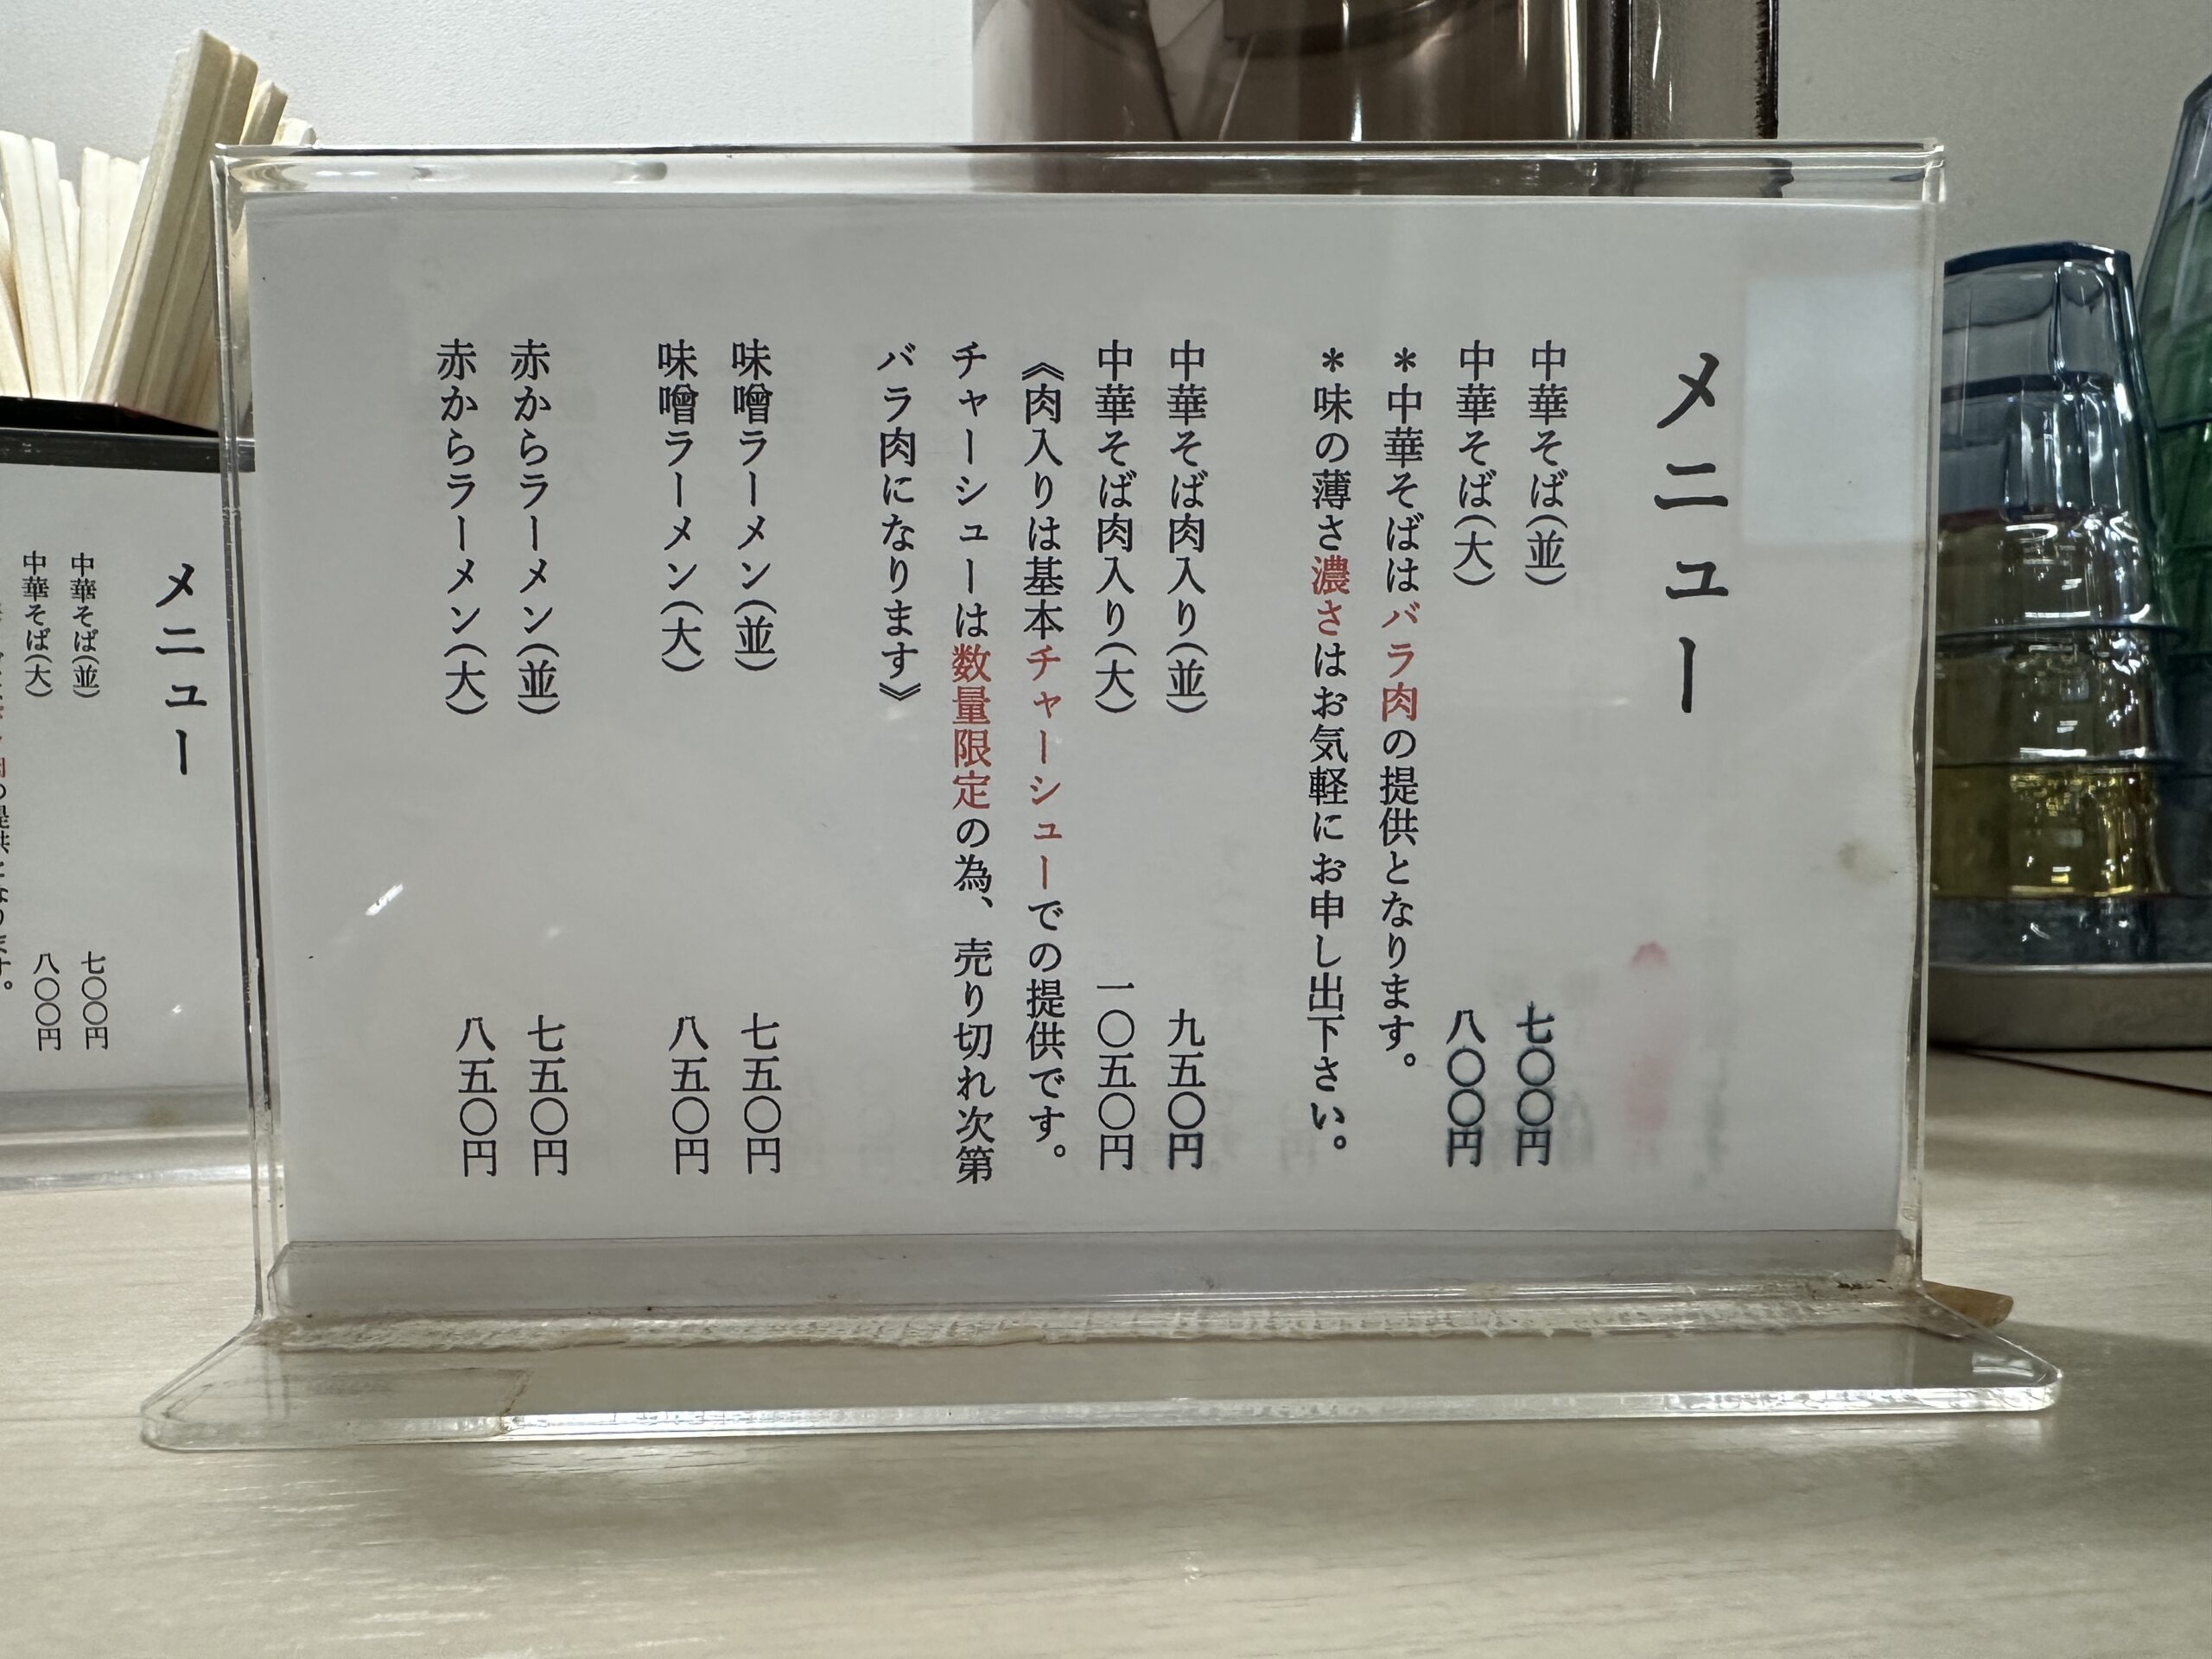 メニュー
中華そば(並) 七〇〇円
中華そば(大) 八〇〇円
＊中華そばはバラ肉の提供となります。
＊味の薄さ濃さはお気軽にお申し出下さい。
中華そば肉入り(並) 九五〇円
中華そば肉入り(大) 一〇五〇円
《肉入りは基本チャーシューでの提供です。
チャーシューは数量限定の為、売り切れ次第
バラ肉になります》
味噌ラーメン(並) 七五〇円
味噌ラーメン(大) 八五〇円
赤からラーメン(並) 七五〇円
赤からラーメン(大) 八五〇円
メニュー
中華そば(並) 七〇〇円
中華そば(大) 八〇〇円